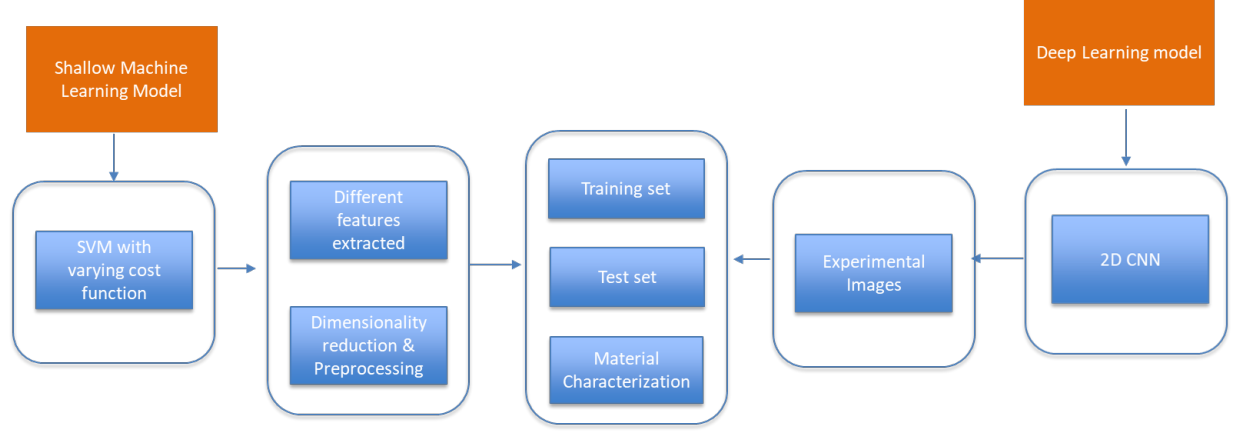 Shallow Machine
Learning Model
Deep Learning model
SVM with
varying cost
function
Different
features
extracted
Dimensionality
reduction &
Preprocessing
Training set
Test set
Material
Characterization
Experimental
Images
2D CNN